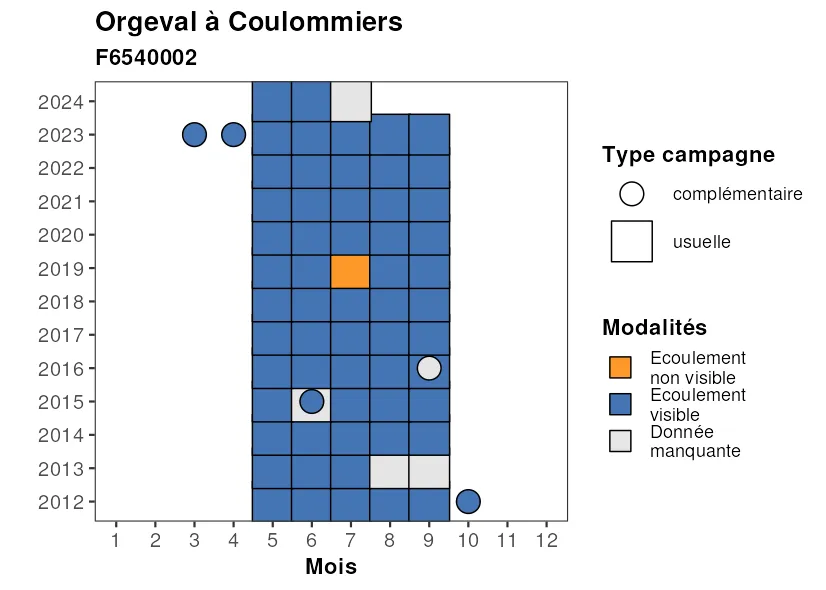 Orgeval à Coulommiers
F6540002
2024
2023
2022
2021
2020
2019
2018
2017
2016
2015
2014
2013
2012
1 2 3 4 5 6 7 8 9 10 11 12
Mois
Type campagne
complémentaire
usuelle
Modalités
Ecoulement
non visible
Ecoulement
visible
Donnée
manquante